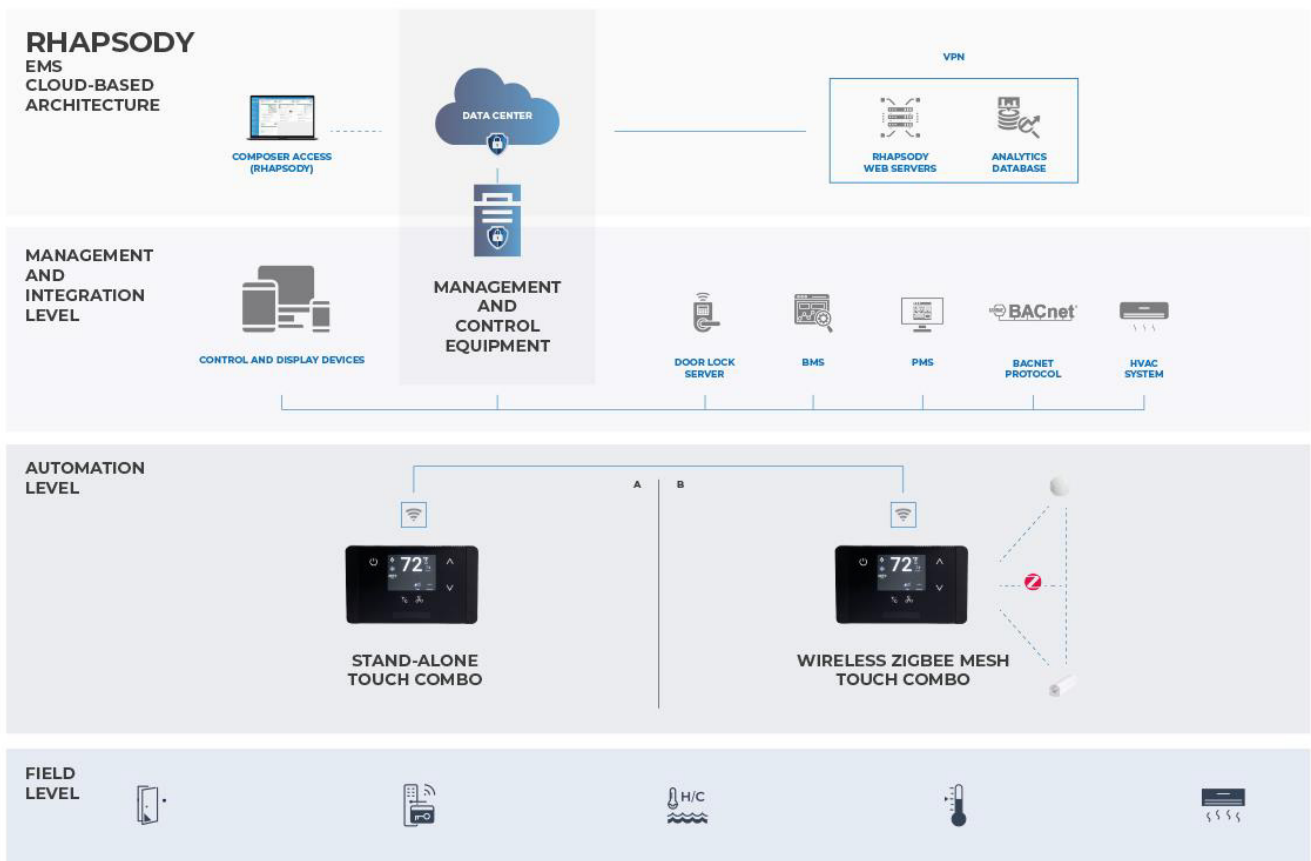 RHAPSODY
EMS
CLOUD-BASED
ARCHITECTURE
COMPOSER ACCESS
(RHAPSODY)
DATA CENTER
VPN
RHAPSODY
WEB SERVERS
ANALYTICS
DATABASE
MANAGEMENT
AND
INTEGRATION
LEVEL
CONTROL AND DISPLAY DEVICES
MANAGEMENT
AND
CONTROL
EQUIPMENT
DOOR LOCK
SERVER
BMS
PMS
BACnet
BACNET
PROTOCOL
HVAC
SYSTEM
AUTOMATION
LEVEL
A
B
72
72
STAND-ALONE
TOUCH COMBO
WIRELESS ZIGBEE MESH
TOUCH COMBO
FIELD
LEVEL
H/C